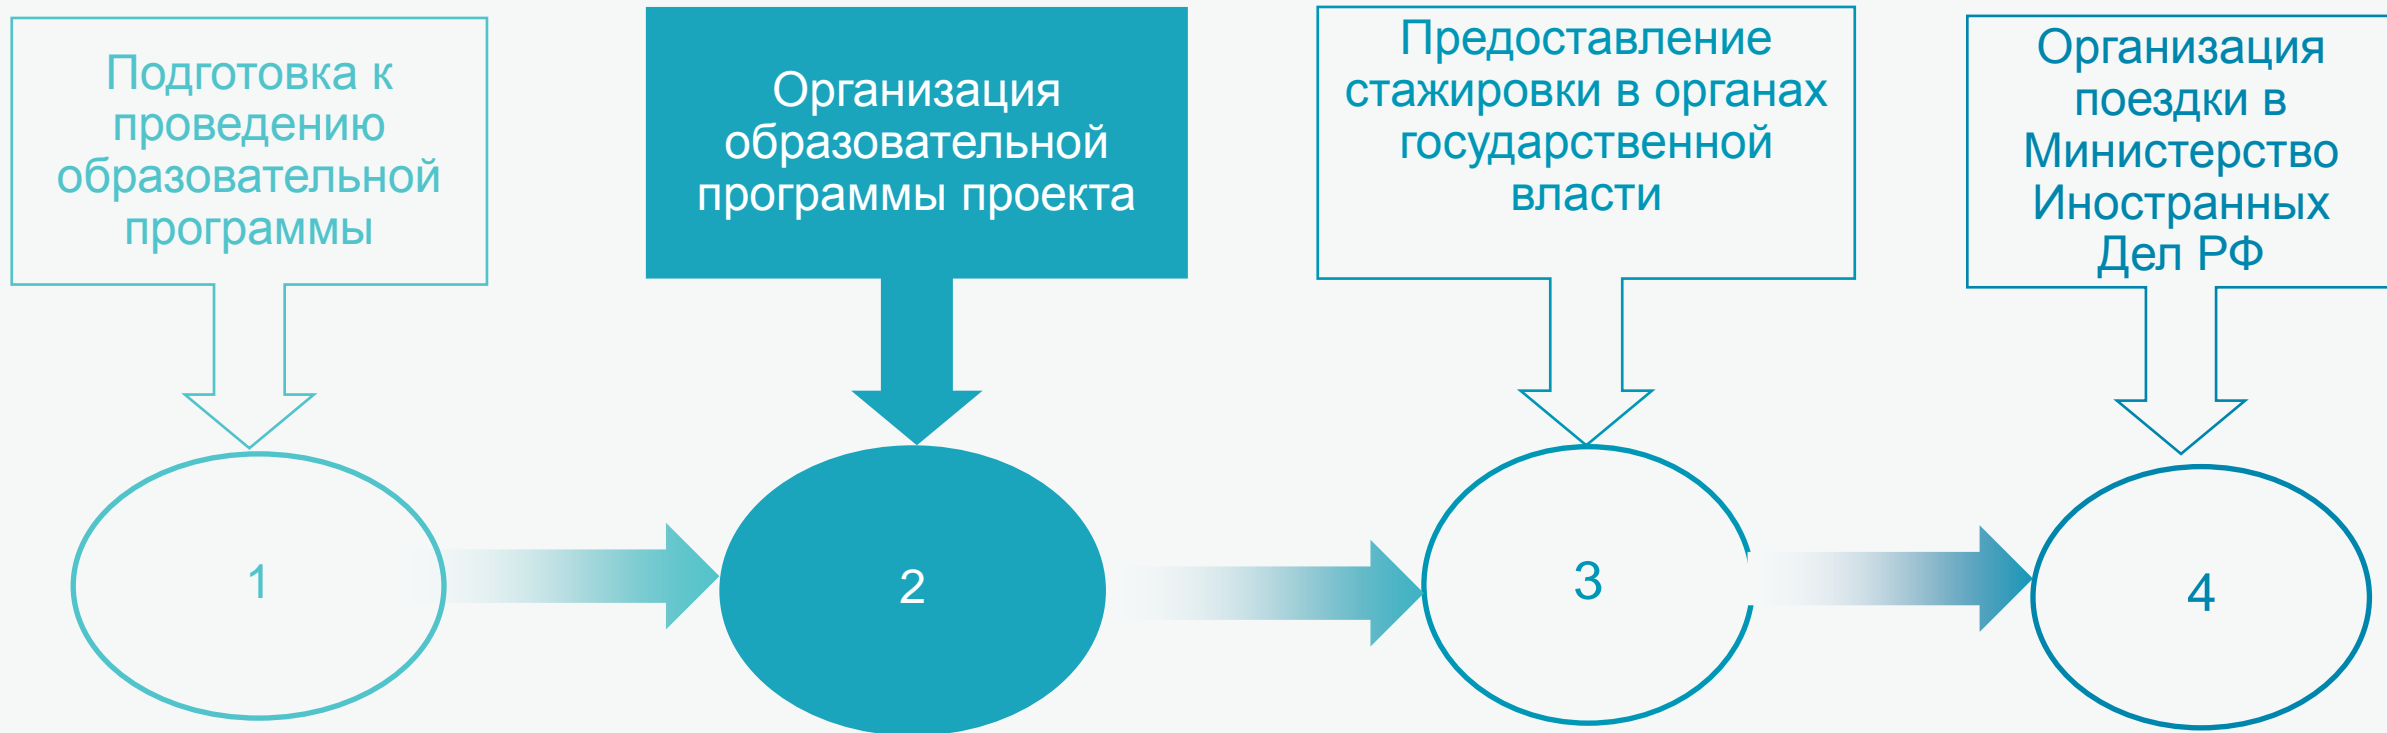 Подготовка к
проведению
образовательной
программы
Организация
образовательной
программы проекта
Предоставление
стажировки в органах
государственной
власти
Организация
поездки в
Министерство
Иностранных
Дел РФ
1
2
3
4